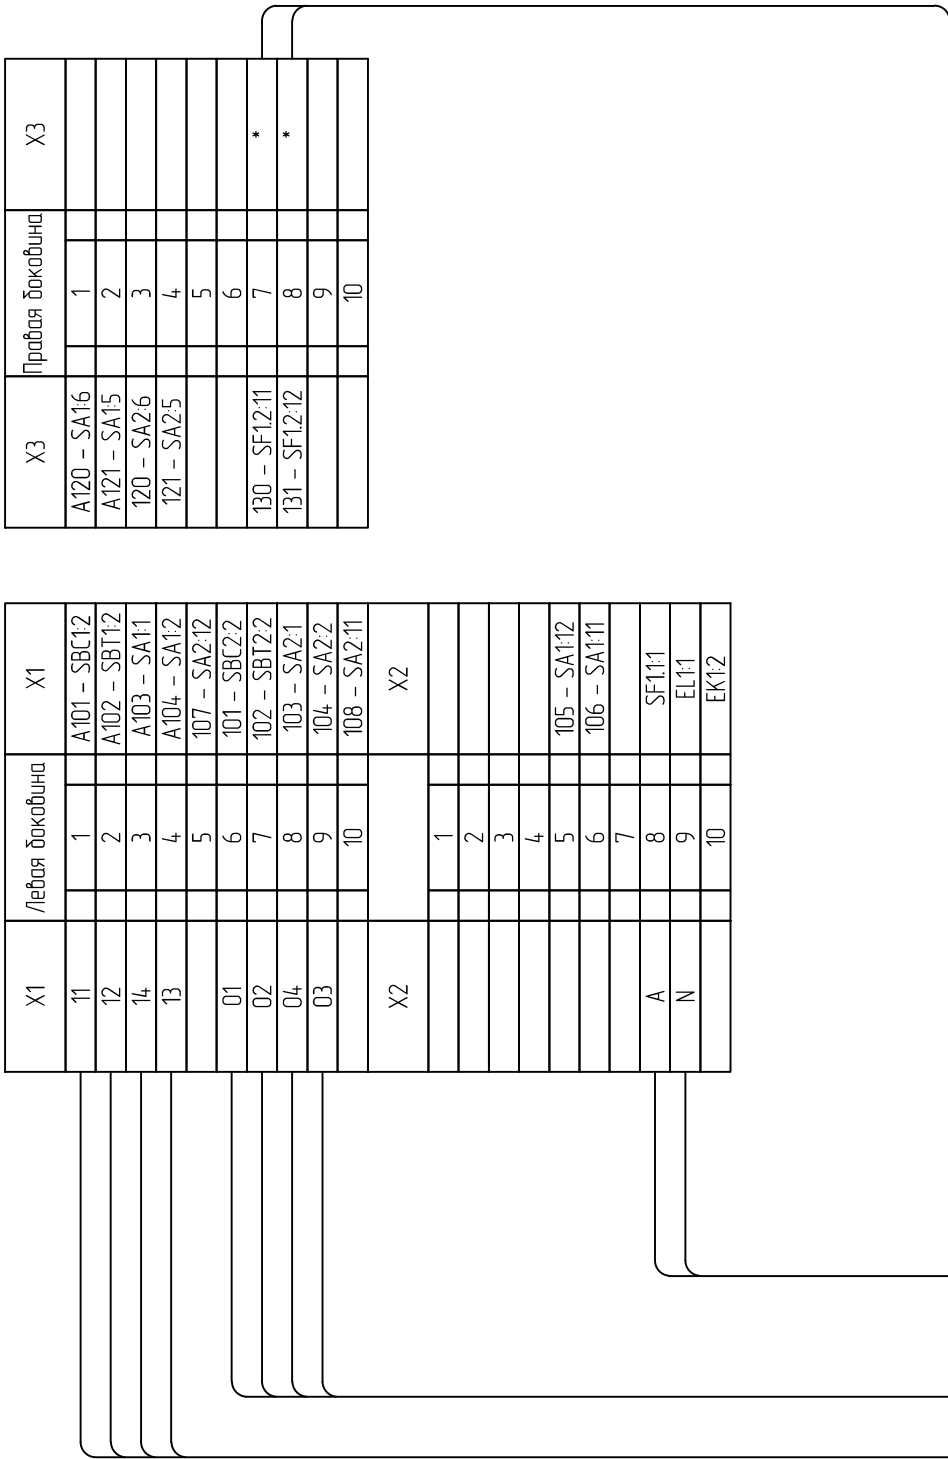 X1 Левая боковина X1
11 1 A101 - SBC1:2
12 2 A102 - SBT1:2
14 3 A103 - SA1:1
13 4 A104 - SA1:2
5 107 - SA2:12
01 6 101 - SBC2:2
02 7 102 - SBT2:2
04 8 103 - SA2:1
03 9 104 - SA2:2
10 108 - SA2:11
X2 X2
1
2
3
4
5 105 - SA1:12
6 106 - SA1:11
7
A 8 SF1.1:1
N 9 EL1:1
10 EK1:2
X3 Правая боковина X3
A120 - SA1:6 1
A121 - SA1:5 2
120 - SA2:6 3
121 - SA2:5 4
5
6
130 - SF1.2:11 7 *
131 - SF1.2:12 8 *
9
10